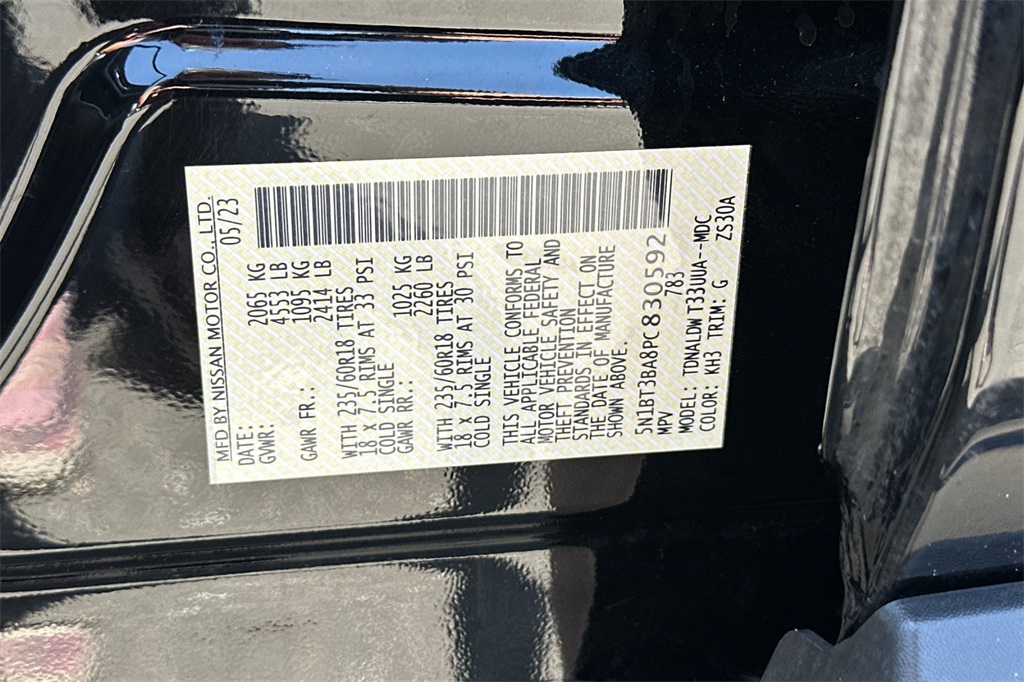 MFD BY NISSAN MOTOR CO., LTD.
DATE: 05/23
GVWR: 2065 KG
4553 LB
GAWR FR.: 1095 KG
2414 LB
WITH 235/60R18 TIRES
18 X 7.5 RIMS AT 33 PSI
COLD SINGLE
GAWR RR.: 1025 KG
2260 LB
WITH 235/60R18 TIRES
18 X 7.5 RIMS AT 30 PSI
COLD SINGLE
THIS VEHICLE CONFORMS TO
ALL APPLICABLE FEDERAL
MOTOR VEHICLE SAFETY AND
THEFT PREVENTION
STANDARDS IN EFFECT ON
THE DATE OF MANUFACTURE
SHOWN ABOVE.
5N1BT3BA8PC830592
MPV 783
MODEL: TDNALDW T33UUA--MDC
COLOR: KH3 TRIM: G ZS30A